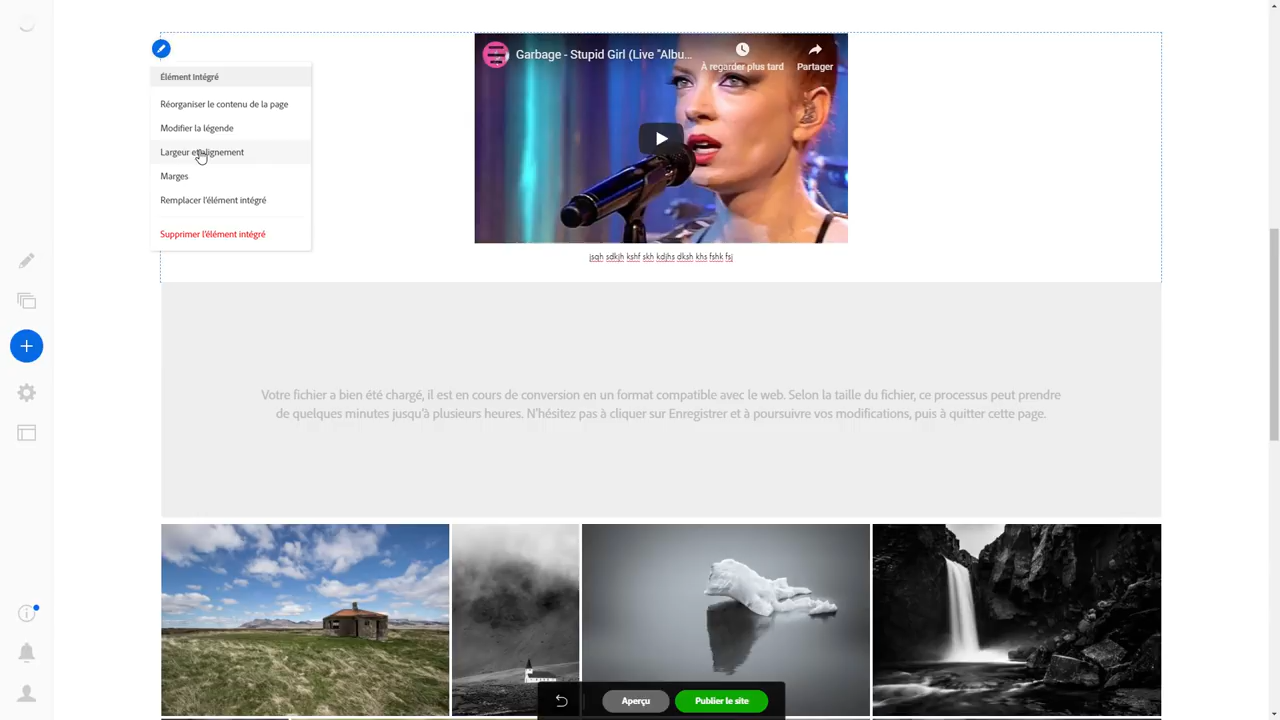 Garbage - Stupid Girl (Live "Albu...
À regarder plus tard
Partager
Élément intégré
Réorganiser le contenu de la page
Modifier la légende
Largeur et alignement
Marges
Remplacer l'élément intégré
Supprimer l'élément intégré
jsqh sdkjh kshf skh kdjhs dksh khs fshk fsj
Votre fichier a bien été chargé, il est en cours de conversion en un format compatible avec le web. Selon la taille du fichier, ce processus peut prendre
de quelques minutes jusqu'à plusieurs heures. N'hésitez pas à cliquer sur Enregistrer et à poursuivre vos modifications, puis à quitter cette page.
Aperçu
Publier le site